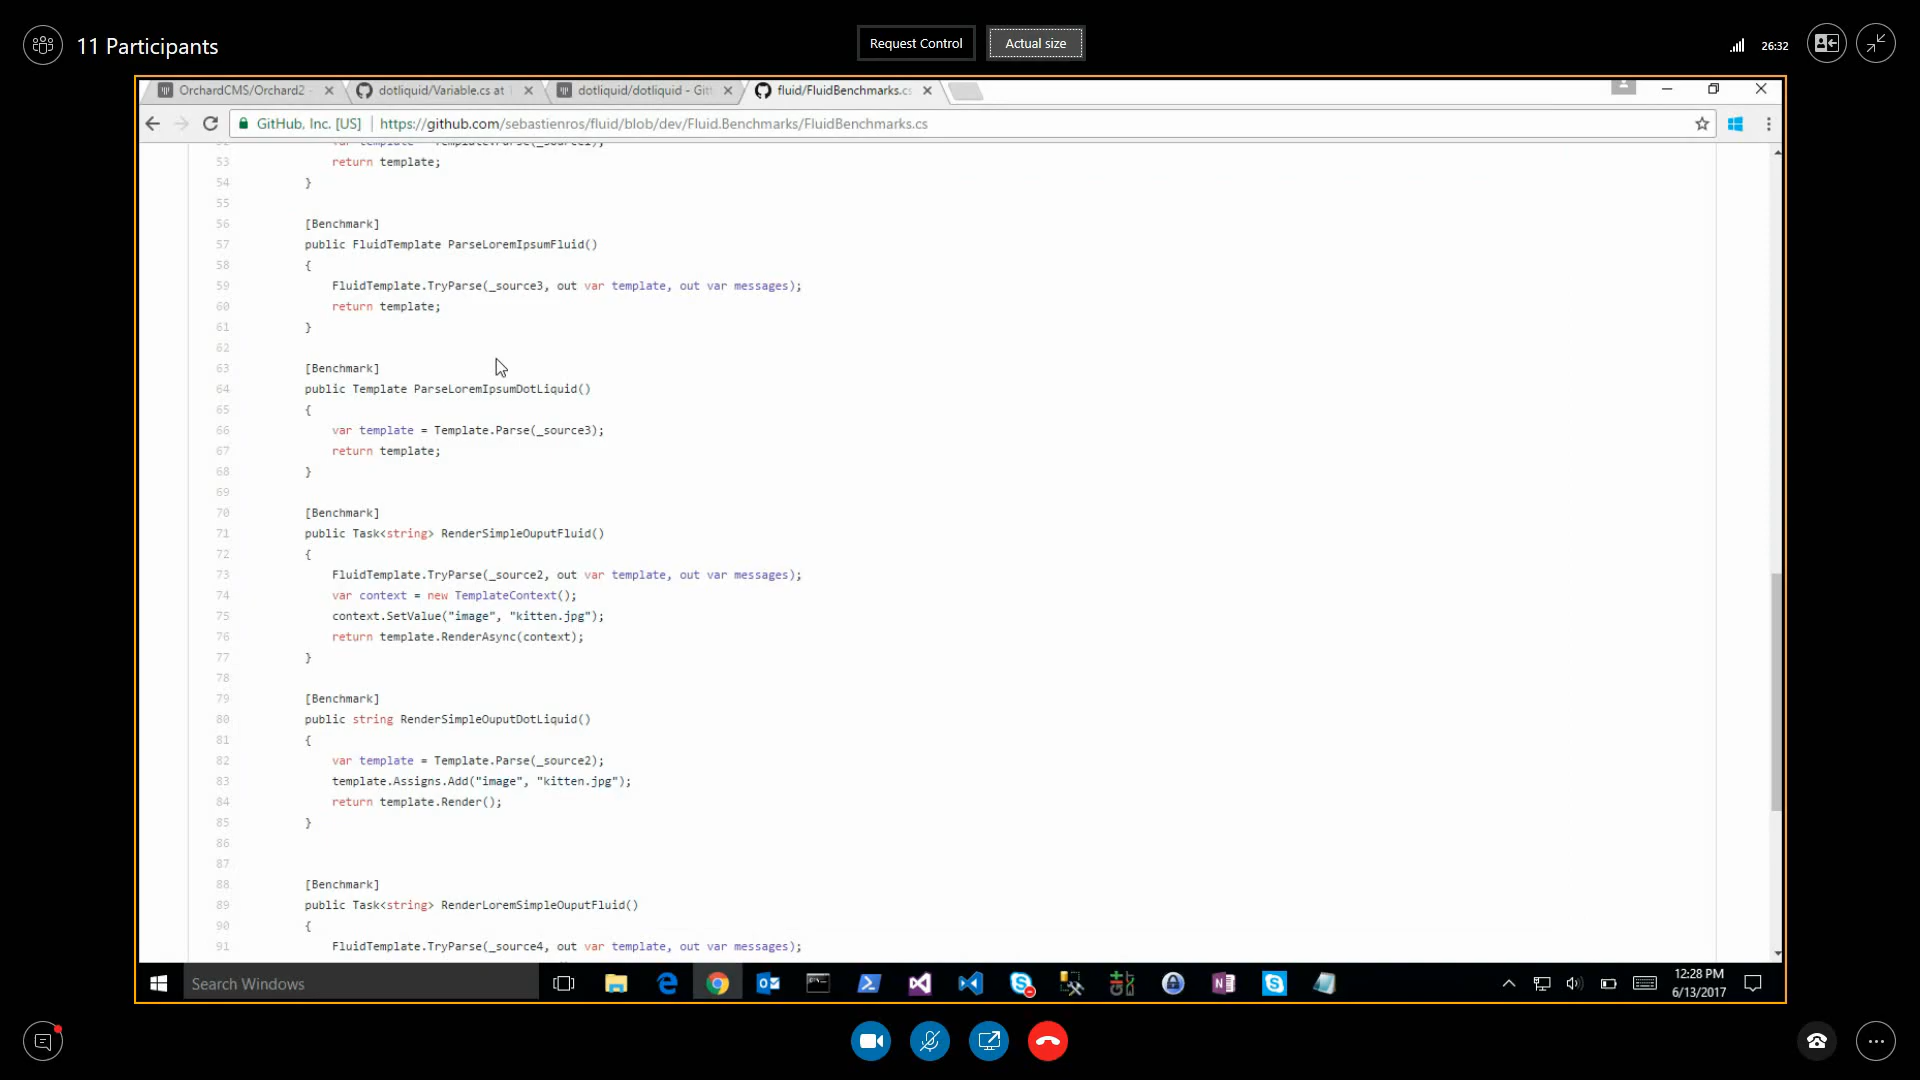 11 Participants
Request Control
Actual size
26:32
OrchardCMS/Orchard2 -
dotliquid/Variable.cs at
dotliquid/dotliquid - Gitt
fluid/FluidBenchmarks.cs
GitHub, Inc. [US]
https://github.com/sebastienros/fluid/blob/dev/Fluid.Benchmarks/FluidBenchmarks.cs
53 return template;
54 }
55
56 [Benchmark]
57 public FluidTemplate ParseLoremIpsumFluid()
58 {
59 FluidTemplate.TryParse(_source3, out var template, out var messages);
60 return template;
61 }
62
63 [Benchmark]
64 public Template ParseLoremIpsumDotLiquid()
65 {
66 var template = Template.Parse(_source3);
67 return template;
68 }
69
70 [Benchmark]
71 public Task<string> RenderSimpleOuputFluid()
72 {
73 FluidTemplate.TryParse(_source2, out var template, out var messages);
74 var context = new TemplateContext();
75 context.SetValue("image", "kitten.jpg");
76 return template.RenderAsync(context);
77 }
78
79 [Benchmark]
80 public string RenderSimpleOuputDotLiquid()
81 {
82 var template = Template.Parse(_source2);
83 template.Assigns.Add("image", "kitten.jpg");
84 return template.Render();
85 }
86
87
88 [Benchmark]
89 public Task<string> RenderLoremSimpleOuputFluid()
90 {
91 FluidTemplate.TryParse(_source4, out var template, out var messages);
Search Windows
12:28 PM
6/13/2017